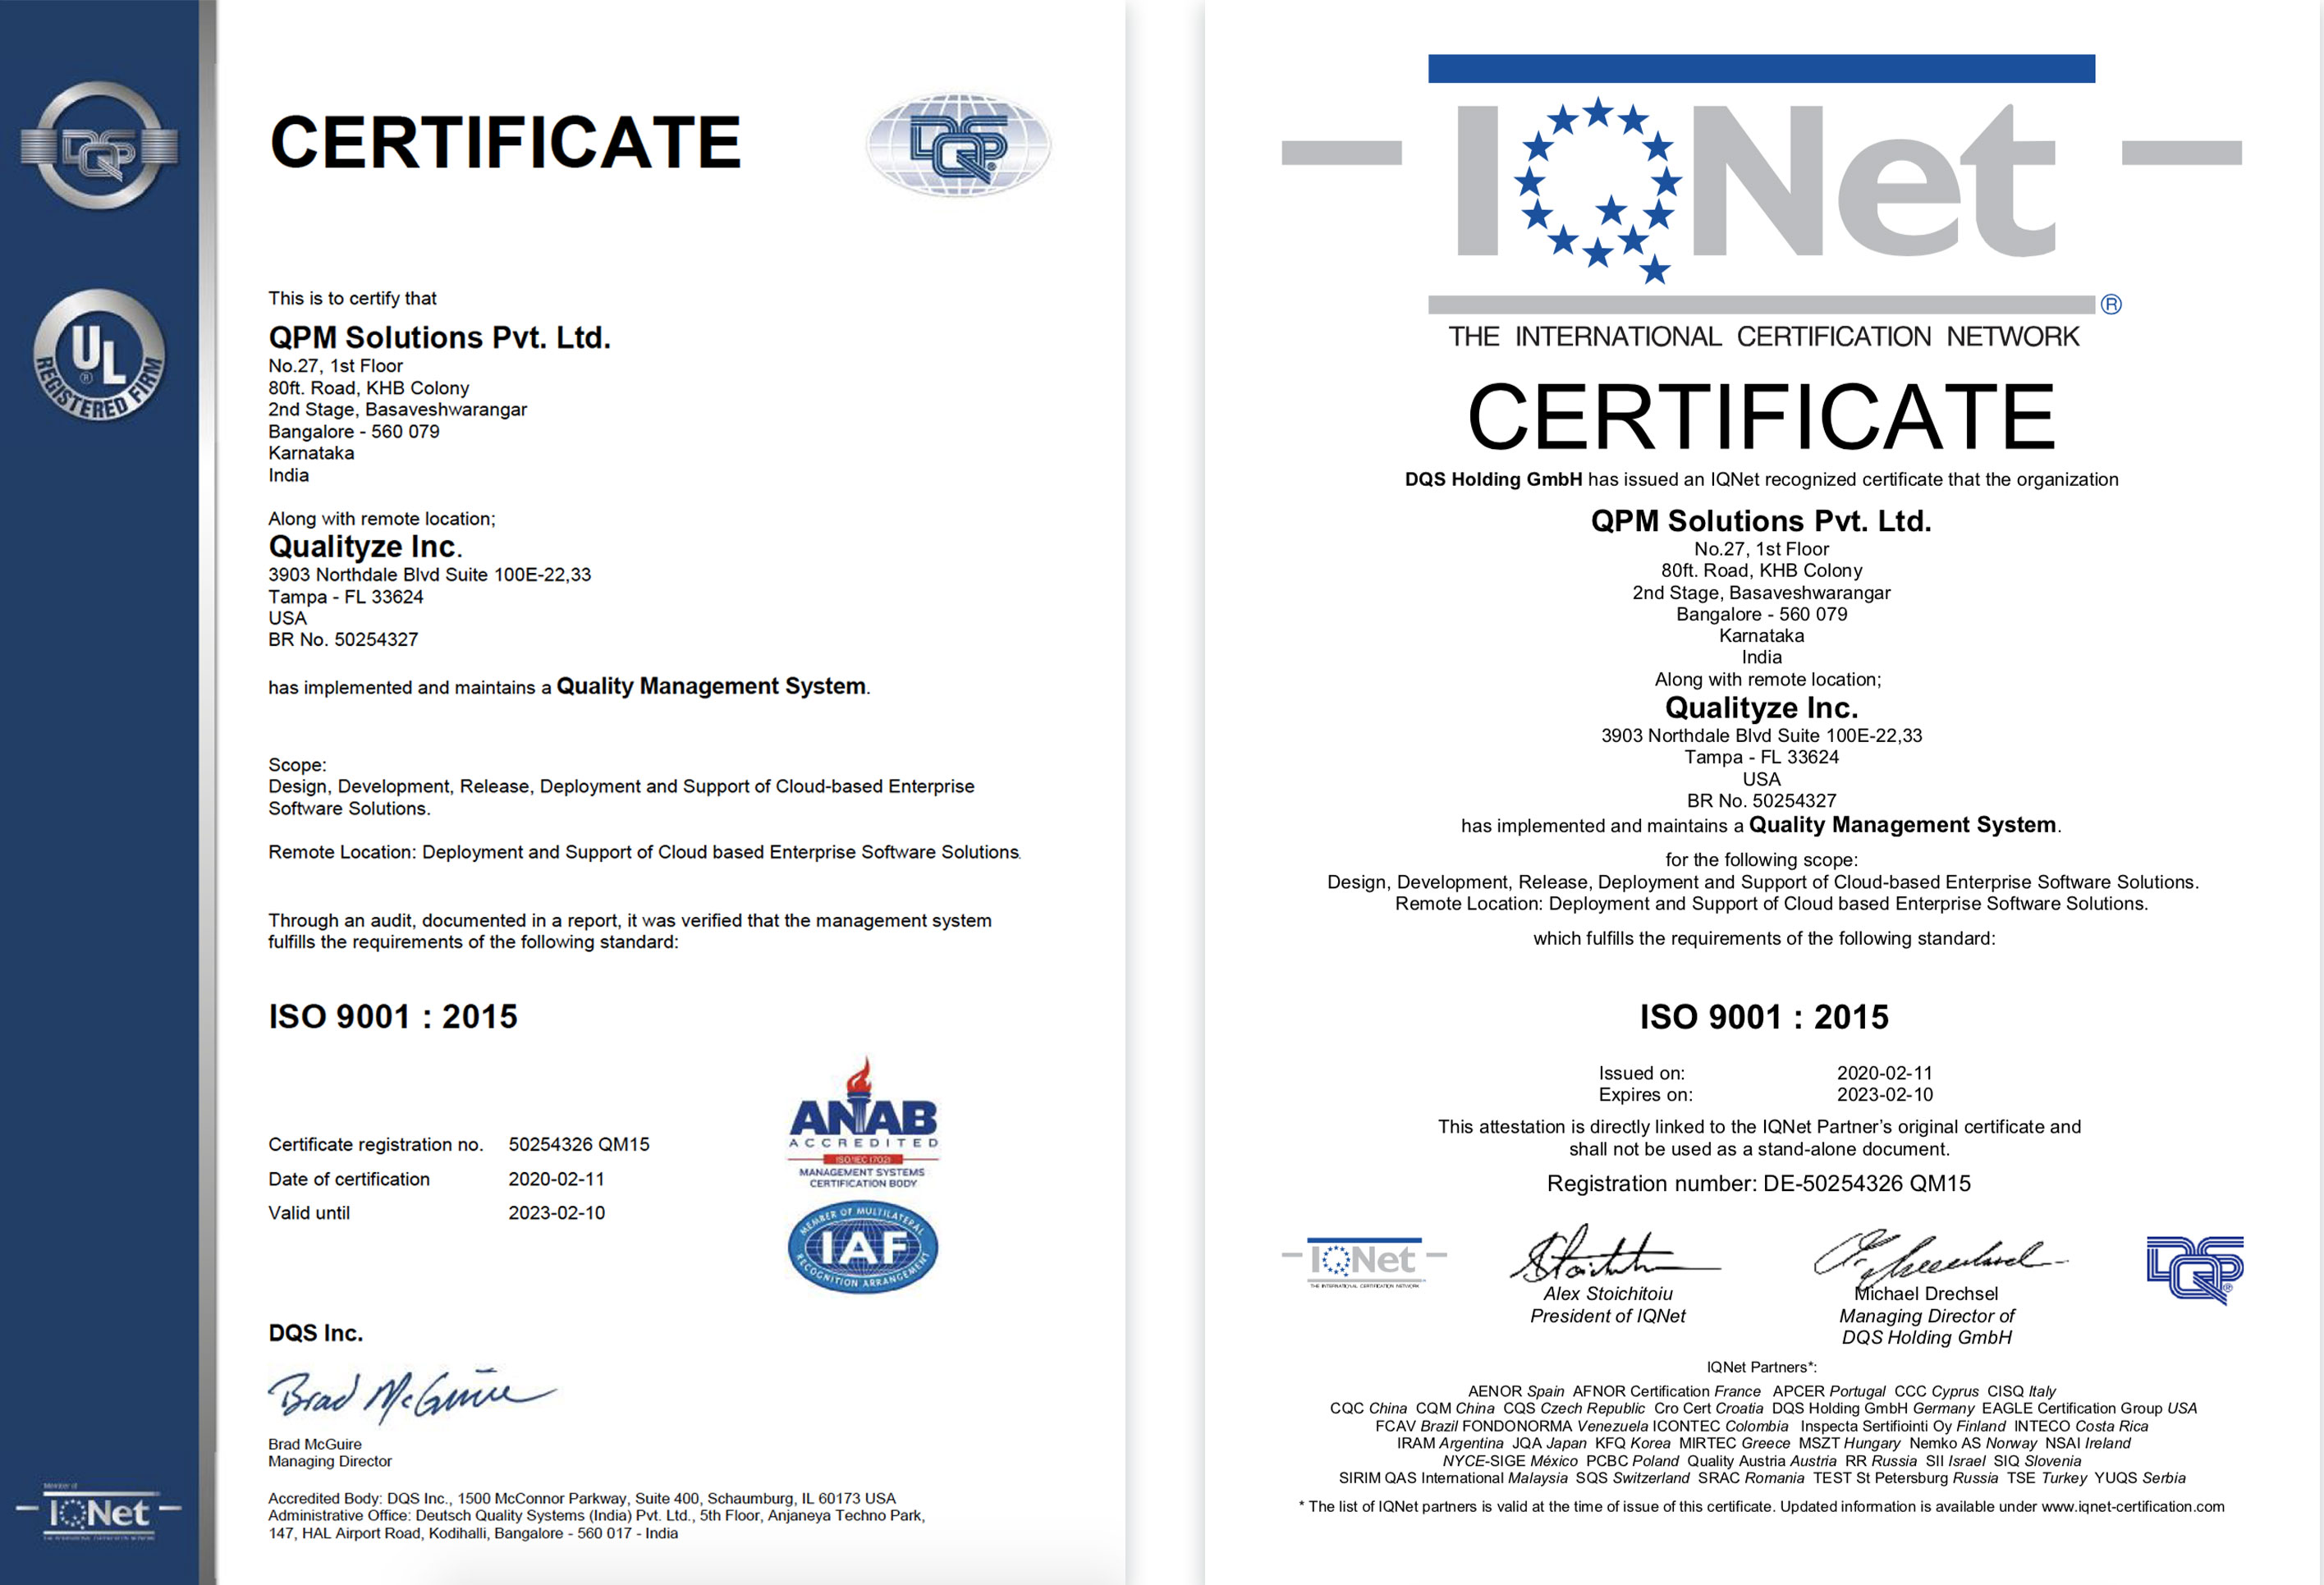 DQS
UL
®
REGISTERED FIRM
Member of
IQNet
THE INTERNATIONAL CERTIFICATION NETWORK
CERTIFICATE
DQS
®
This is to certify that
QPM Solutions Pvt. Ltd.
No.27, 1st Floor
80ft. Road, KHB Colony
2nd Stage, Basaveshwarangar
Bangalore - 560 079
Karnataka
India
Along with remote location;
Qualityze Inc.
3903 Northdale Blvd Suite 100E-22,33
Tampa - FL 33624
USA
BR No. 50254327
has implemented and maintains a Quality Management System.
Scope:
Design, Development, Release, Deployment and Support of Cloud-based Enterprise
Software Solutions.
Remote Location: Deployment and Support of Cloud based Enterprise Software Solutions.
Through an audit, documented in a report, it was verified that the management system
fulfills the requirements of the following standard:
ISO 9001 : 2015
Certificate registration no. 50254326 QM15
Date of certification 2020-02-11
Valid until 2023-02-10
ANAB
ACCREDITED
ISO/IEC 17021
MANAGEMENT SYSTEMS
CERTIFICATION BODY
MEMBER OF MULTILATERAL
IAF
RECOGNITION ARRANGEMENT
DQS Inc.
Brad McGuire
Brad McGuire
Managing Director
Accredited Body: DQS Inc., 1500 McConnor Parkway, Suite 400, Schaumburg, IL 60173 USA
Administrative Office: Deutsch Quality Systems (India) Pvt. Ltd., 5th Floor, Anjaneya Techno Park,
147, HAL Airport Road, Kodihalli, Bangalore - 560 017 - India
IQNet
®
THE INTERNATIONAL CERTIFICATION NETWORK
CERTIFICATE
DQS Holding GmbH has issued an IQNet recognized certificate that the organization
QPM Solutions Pvt. Ltd.
No.27, 1st Floor
80ft. Road, KHB Colony
2nd Stage, Basaveshwarangar
Bangalore - 560 079
Karnataka
India
Along with remote location;
Qualityze Inc.
3903 Northdale Blvd Suite 100E-22,33
Tampa - FL 33624
USA
BR No. 50254327
has implemented and maintains a Quality Management System.
for the following scope:
Design, Development, Release, Deployment and Support of Cloud-based Enterprise Software Solutions.
Remote Location: Deployment and Support of Cloud based Enterprise Software Solutions.
which fulfills the requirements of the following standard:
ISO 9001 : 2015
Issued on: 2020-02-11
Expires on: 2023-02-10
This attestation is directly linked to the IQNet Partner's original certificate and
shall not be used as a stand-alone document.
Registration number: DE-50254326 QM15
IQNet
THE INTERNATIONAL CERTIFICATION NETWORK
Alex Stoichitoiu
President of IQNet
Michael Drechsel
Managing Director of
DQS Holding GmbH
DQS
®
IQNet Partners*:
AENOR Spain AFNOR Certification France APCER Portugal CCC Cyprus CISQ Italy
CQC China CQM China CQS Czech Republic Cro Cert Croatia DQS Holding GmbH Germany EAGLE Certification Group USA
FCAV Brazil FONDONORMA Venezuela ICONTEC Colombia Inspecta Sertifiointi Oy Finland INTECO Costa Rica
IRAM Argentina JQA Japan KFQ Korea MIRTEC Greece MSZT Hungary Nemko AS Norway NSAI Ireland
NYCE-SIGE México PCBC Poland Quality Austria Austria RR Russia SII Israel SIQ Slovenia
SIRIM QAS International Malaysia SQS Switzerland SRAC Romania TEST St Petersburg Russia TSE Turkey YUQS Serbia
* The list of IQNet partners is valid at the time of issue of this certificate. Updated information is available under www.iqnet-certification.com